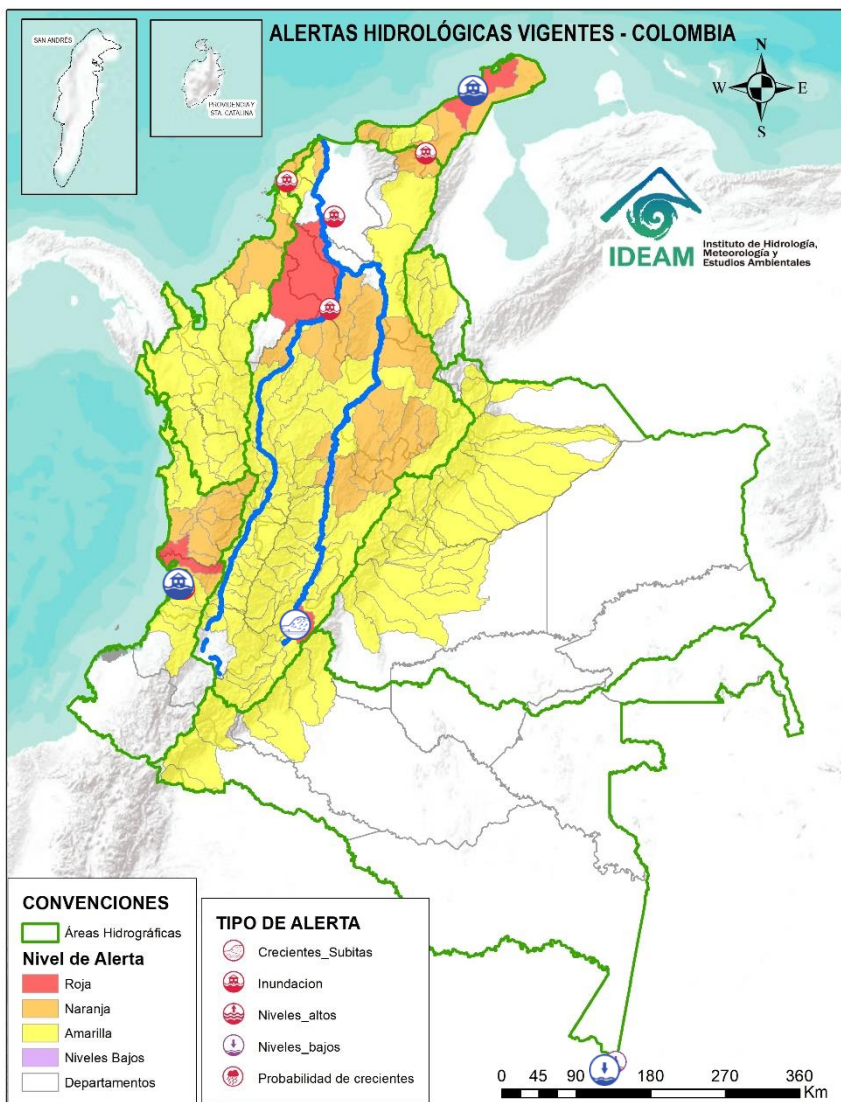 ALERTAS HIDROLÓGICAS VIGENTES - COLOMBIA
SAN ANDRÉS
PROVIDENCIA Y
STA. CATALINA
N
W
E
S
IDEAM
Instituto de Hidrología,
Meteorología y
Estudios Ambientales
CONVENCIONES
Áreas Hidrográficas
Nivel de Alerta
Roja
Naranja
Amarilla
Niveles Bajos
Departamentos
TIPO DE ALERTA
Crecientes_Subitas
Inundacion
Niveles_altos
Niveles_bajos
Probabilidad de crecientes
0 45 90 180 270 360
Km